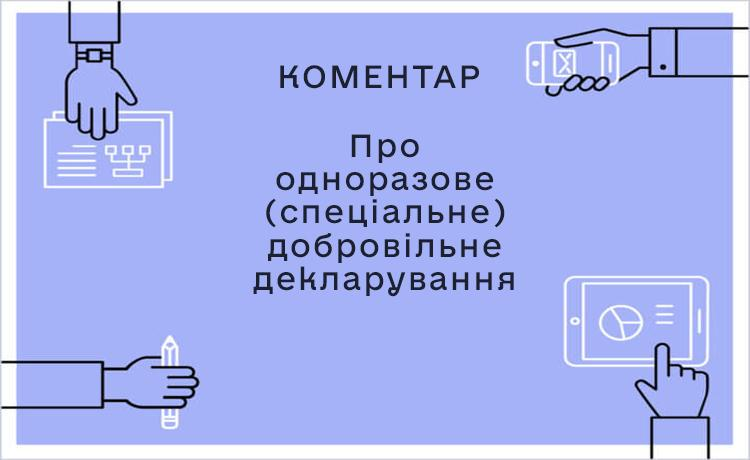 КОМЕНТАР
Про
одноразове
(спеціальне)
добровільне
декларування